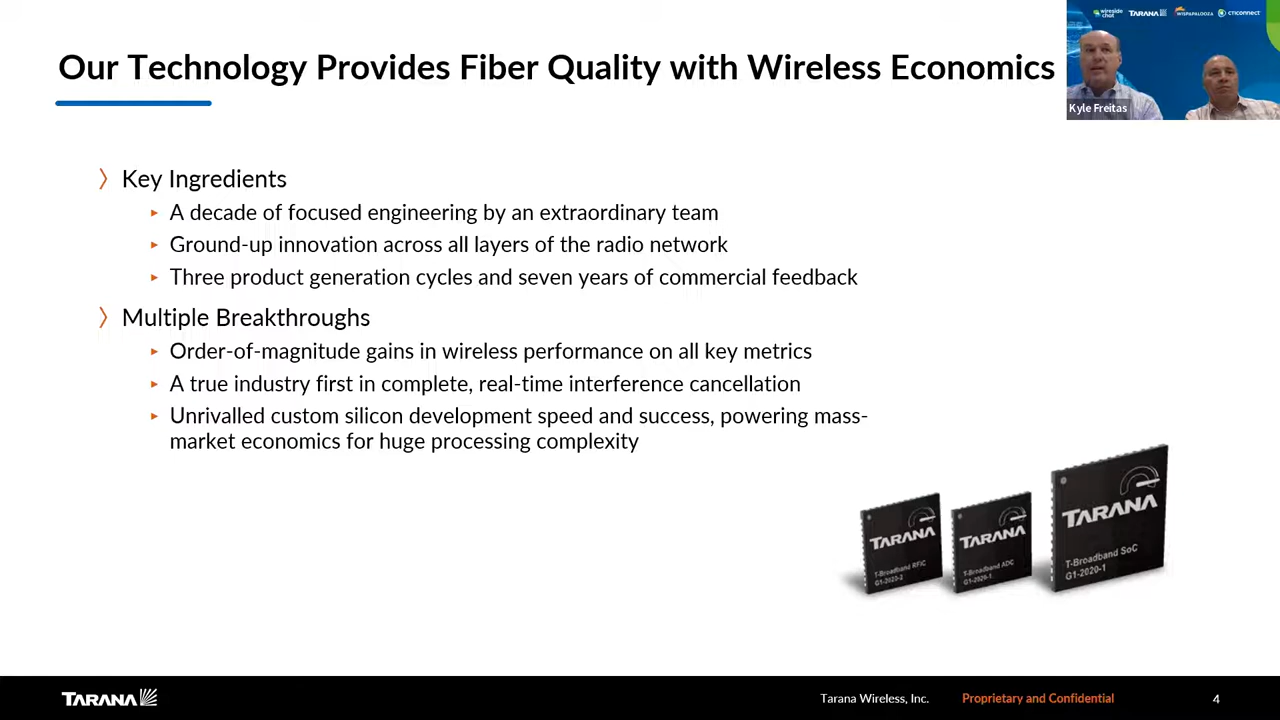 Our Technology Provides Fiber Quality with Wireless Economics
wireside chat TARANA WISPAPALOOZA CTIconnect
Kyle Freitas
Key Ingredients
A decade of focused engineering by an extraordinary team
Ground-up innovation across all layers of the radio network
Three product generation cycles and seven years of commercial feedback
Multiple Breakthroughs
Order-of-magnitude gains in wireless performance on all key metrics
A true industry first in complete, real-time interference cancellation
Unrivalled custom silicon development speed and success, powering mass-
market economics for huge processing complexity
TARANA
T-Broadband RFIC
TARANA
T-Broadband ADC
G1-2020-1
TARANA
T-Broadband SoC
G1-2020-1
TARANA
Tarana Wireless, Inc. Proprietary and Confidential 4